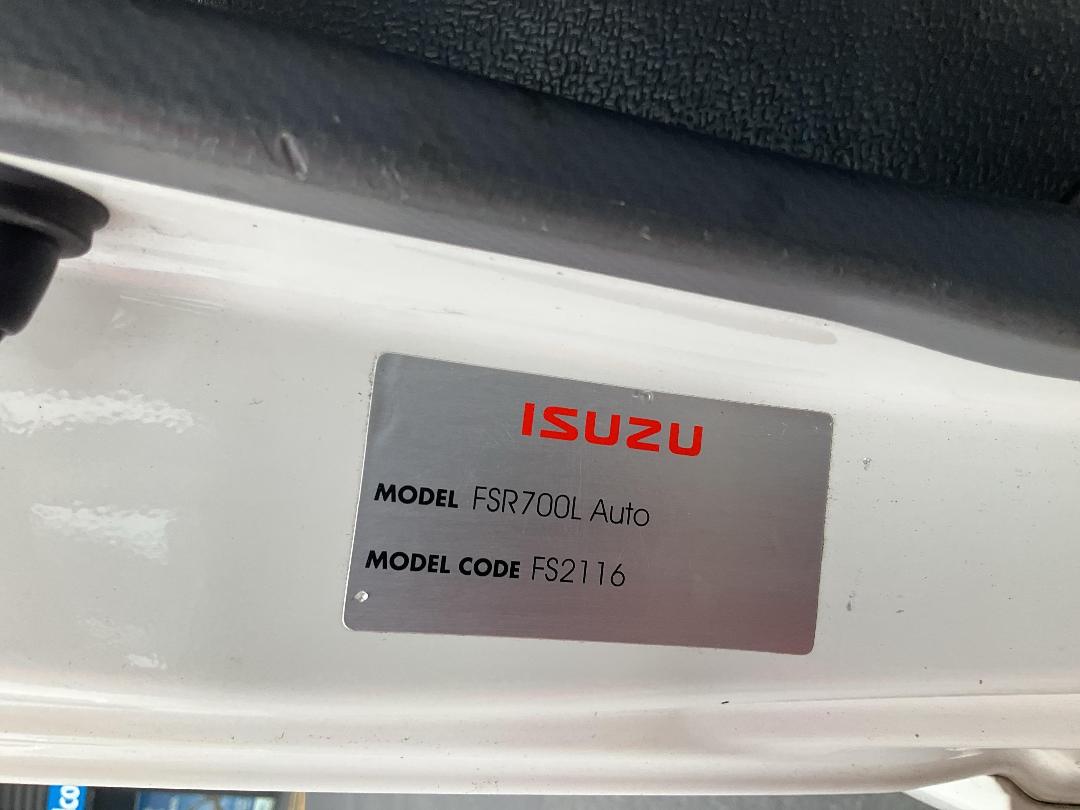 ISUZU
MODEL FSR700L Auto
MODEL CODE FS2116